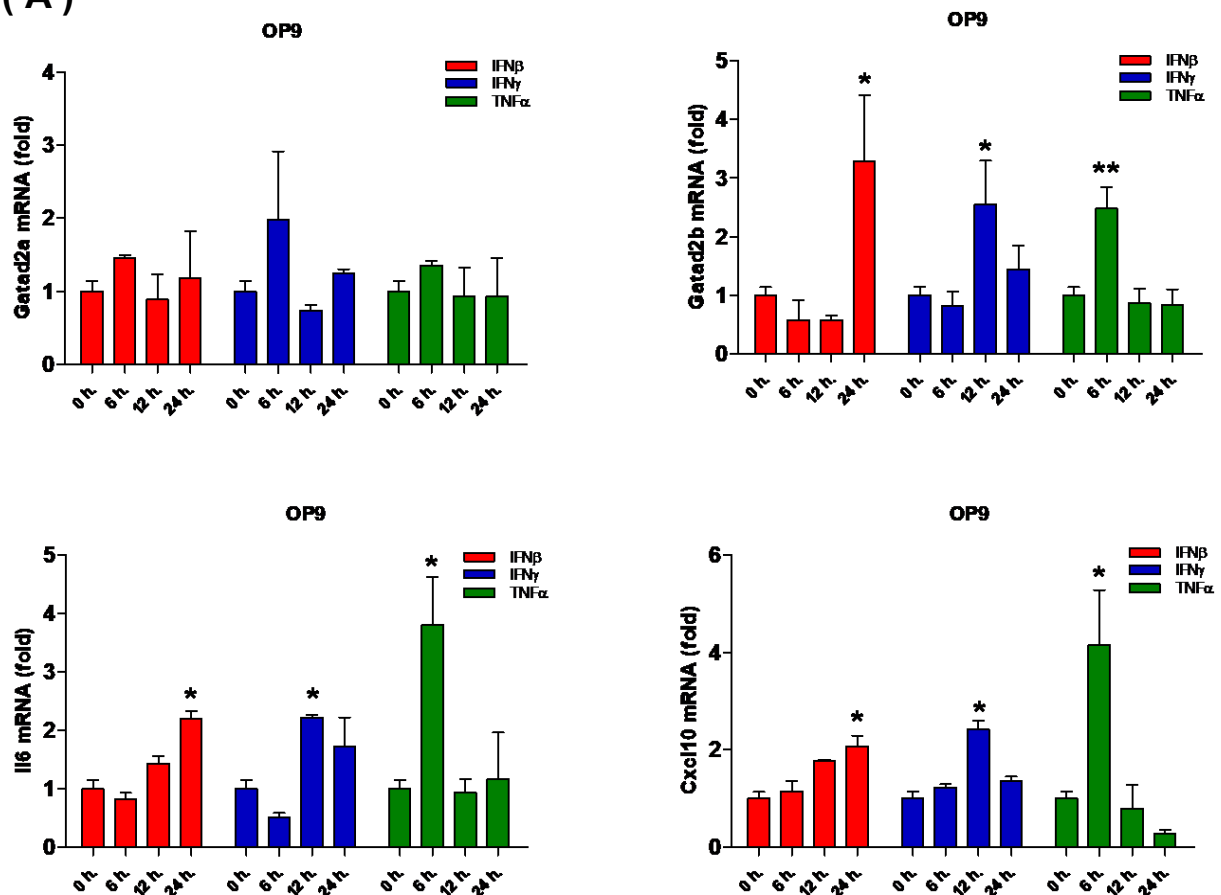 ( A )
OP9
IFNβ
IFNγ
TNFα
Gatad2a mRNA (fold)
4
3
2
1
0
0 h.
6 h.
12 h.
24 h.
0 h.
6 h.
12 h.
24 h.
0 h.
6 h.
12 h.
24 h.
OP9
IFNβ
IFNγ
TNFα
Gatad2b mRNA (fold)
5
4
3
2
1
0
*
*
**
0 h.
6 h.
12 h.
24 h.
0 h.
6 h.
12 h.
24 h.
0 h.
6 h.
12 h.
24 h.
OP9
IFNβ
IFNγ
TNFα
Il6 mRNA (fold)
5
4
3
2
1
0
*
*
*
0 h.
6 h.
12 h.
24 h.
0 h.
6 h.
12 h.
24 h.
0 h.
6 h.
12 h.
24 h.
OP9
IFNβ
IFNγ
TNFα
Cxcl10 mRNA (fold)
6
4
2
0
*
*
*
0 h.
6 h.
12 h.
24 h.
0 h.
6 h.
12 h.
24 h.
0 h.
6 h.
12 h.
24 h.